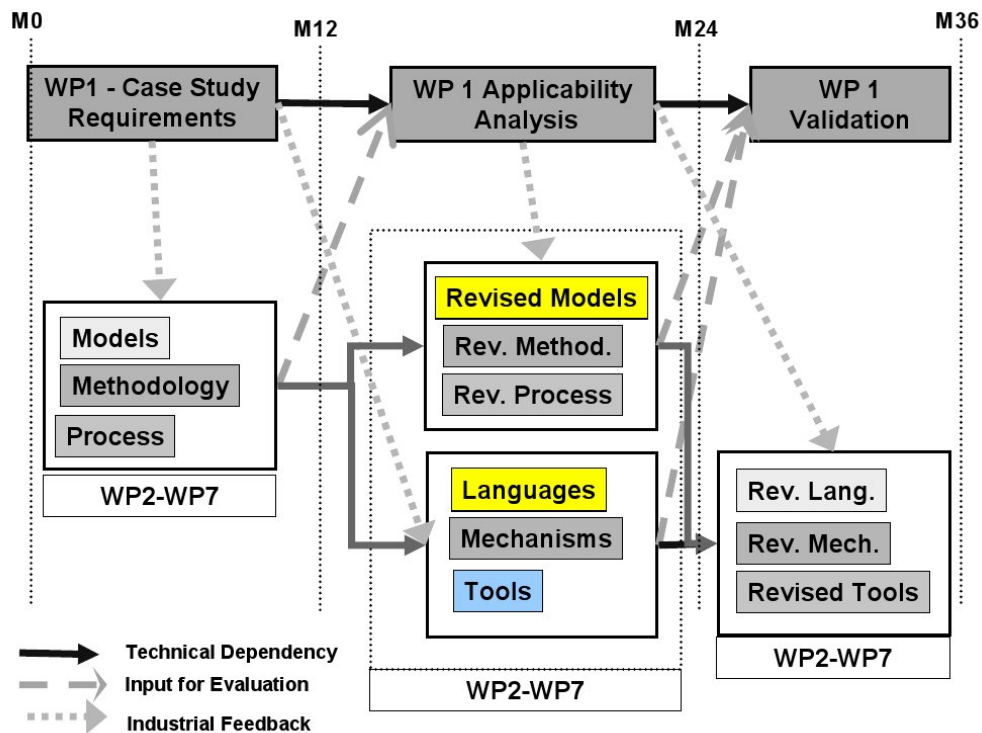 M0
M12
M24
M36
WP1 - Case Study
Requirements
WP 1 Applicability
Analysis
WP 1
Validation
Models
Methodology
Process
WP2-WP7
Revised Models
Rev. Method.
Rev. Process
Languages
Mechanisms
Tools
WP2-WP7
Rev. Lang.
Rev. Mech.
Revised Tools
WP2-WP7
Technical Dependency
Input for Evaluation
Industrial Feedback